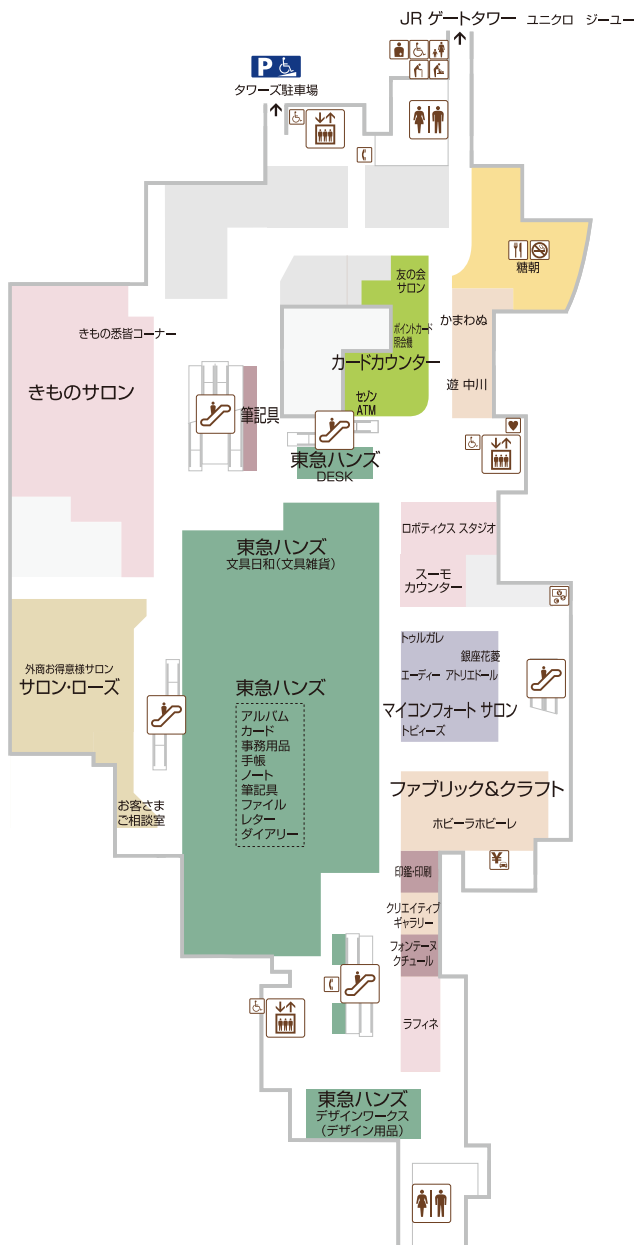 JR ゲートタワー ユニクロ ジーユー
P
タワーズ駐車場
糖朝
友の会
サロン
ポイントカード
照会機
カードカウンター
セゾン
ATM
かまわぬ
遊 中川
きもの悉皆コーナー
きものサロン
筆記具
東急ハンズ
DESK
ロボティクス スタジオ
スーモ
カウンター
東急ハンズ
文具日和(文具雑貨)
外商お得意様サロン
サロン・ローズ
お客さま
ご相談室
東急ハンズ
アルバム
カード
事務用品
手帳
ノート
筆記具
ファイル
レター
ダイアリー
トゥルガレ
銀座花菱
エーディー アトリエドール
マイコンフォート サロン
トビィーズ
ファブリック&クラフト
ホビーラホビーレ
¥
印鑑・印刷
クリエイティブ
ギャラリー
フォンテーヌ
クチュール
ラフィネ
東急ハンズ
デザインワークス
(デザイン用品)